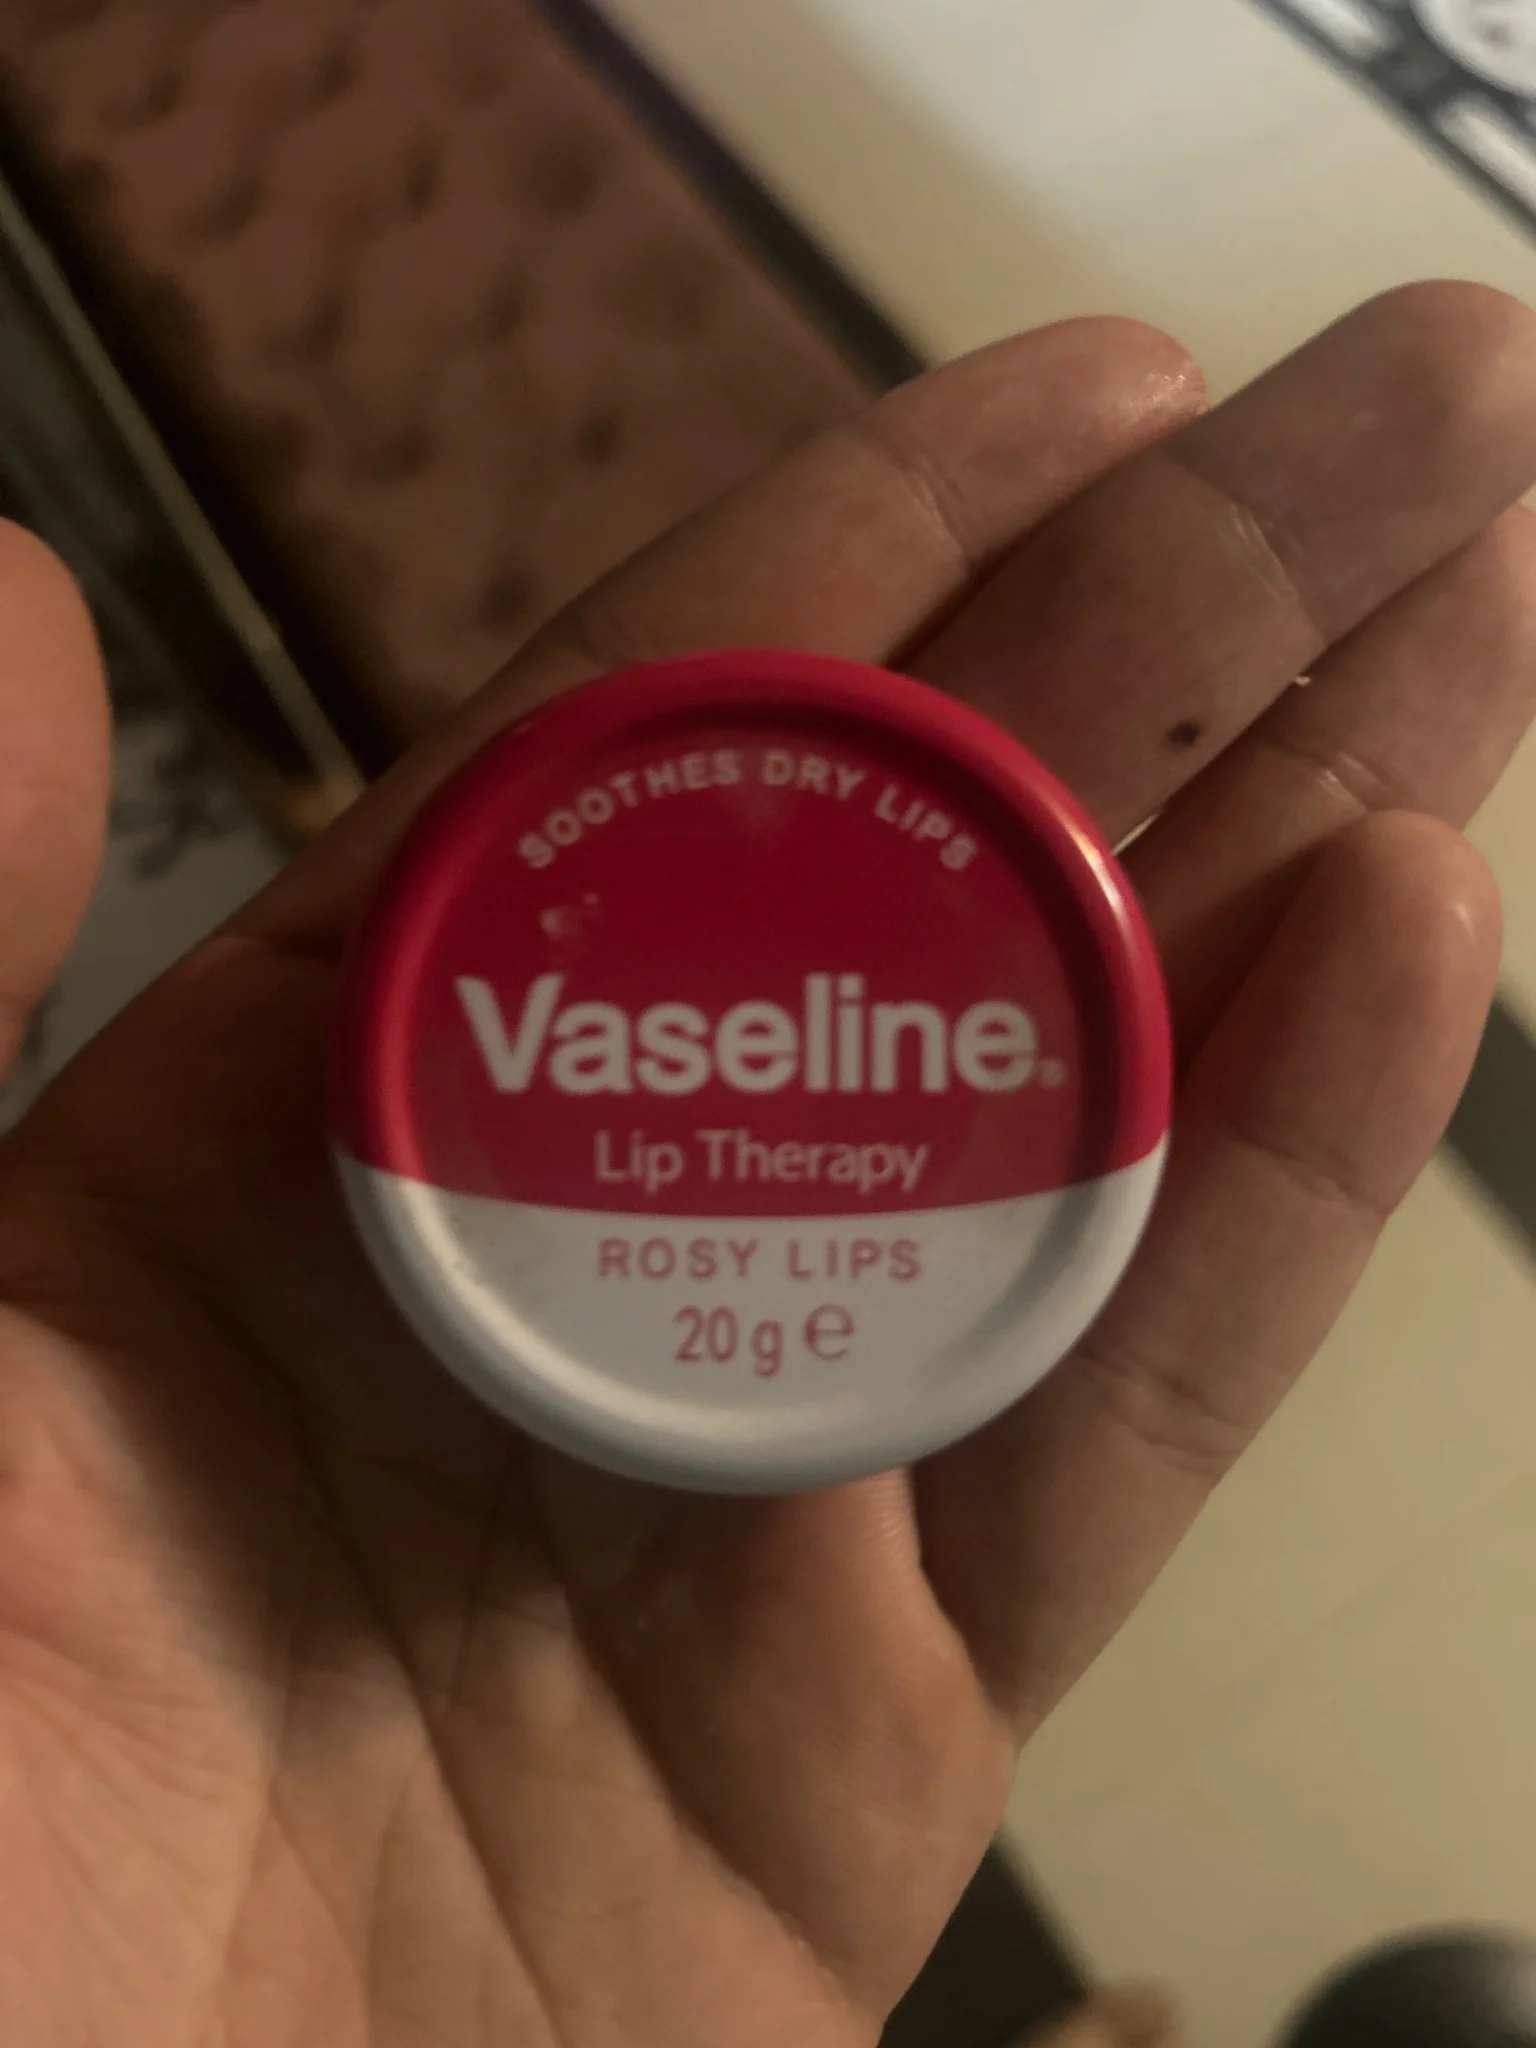 SOOTHES DRY LIPS
Vaseline®
Lip Therapy
ROSY LIPS
20 g ℮